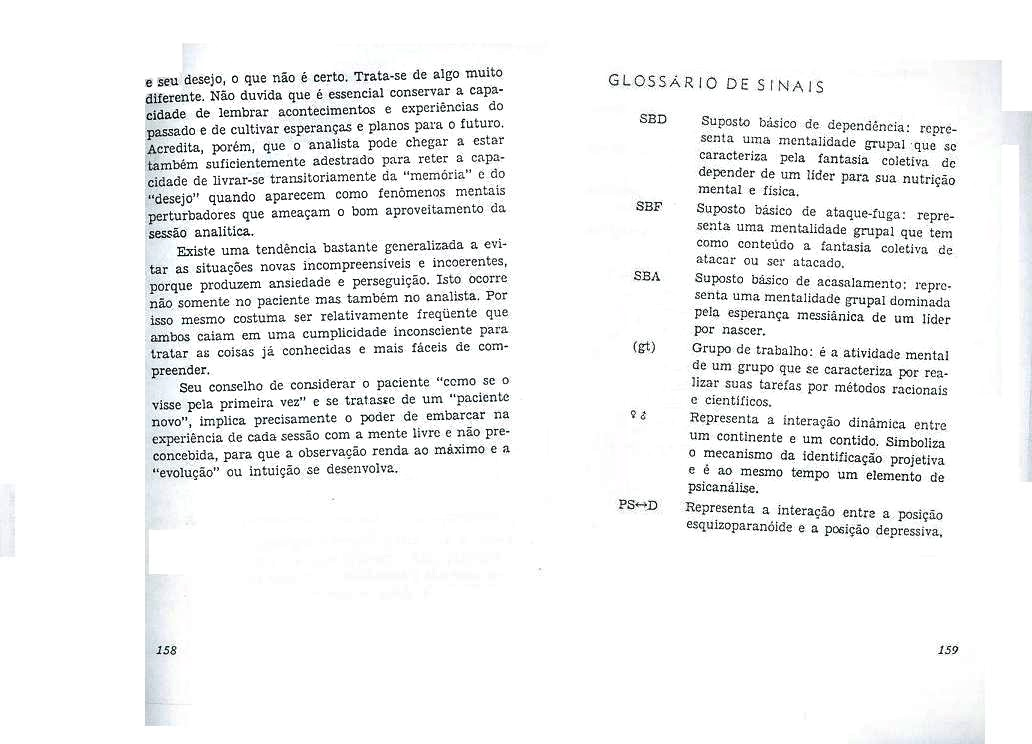 e seu desejo, o que não é certo. Trata-se de algo muito
diferente. Não duvida que é essencial conservar a capa-
cidade de lembrar acontecimentos e experiências do
passado e de cultivar esperanças e planos para o futuro.
Acredita, porém, que o analista pode chegar a estar
também suficientemente adestrado para reter a capa-
cidade de livrar-se transitoriamente da “memória” e do
“desejo” quando aparecem como fenômenos mentais
perturbadores que ameaçam o bom aproveitamento da
sessão analítica.
Existe uma tendência bastante generalizada a evi-
tar as situações novas incompreensíveis e incoerentes,
porque produzem ansiedade e perseguição. Isto ocorre
não somente no paciente mas também no analista. Por
isso mesmo costuma ser relativamente freqüente que
ambos caiam em uma cumplicidade inconsciente para
tratar as coisas já conhecidas e mais fáceis de com-
preender.
Seu conselho de considerar o paciente “como se o
visse pela primeira vez” e se tratasse de um “paciente
novo”, implica precisamente o poder de embarcar na
experiência de cada sessão com a mente livre e não pre-
concebida, para que a observação renda ao máximo e a
“evolução” ou intuição se desenvolva.
158
GLOSSÁRIO DE SINAIS
SBD Suposto básico de dependência: repre-
senta uma mentalidade grupal que se
caracteriza pela fantasia coletiva de
depender de um líder para sua nutrição
mental e física.
SBF Suposto básico de ataque-fuga: repre-
senta uma mentalidade grupal que tem
como conteúdo a fantasia coletiva de
atacar ou ser atacado.
SBA Suposto básico de acasalamento: repre-
senta uma mentalidade grupal dominada
pela esperança messiânica de um líder
por nascer.
(gt) Grupo de trabalho: é a atividade mental
de um grupo que se caracteriza por rea-
lizar suas tarefas por métodos racionais
e científicos.
♀ ♂ Representa a interação dinâmica entre
um continente e um contido. Simboliza
o mecanismo da identificação projetiva
e é ao mesmo tempo um elemento de
psicanálise.
PS↔D Representa a interação entre a posição
esquizoparanóide e a posição depressiva,
159